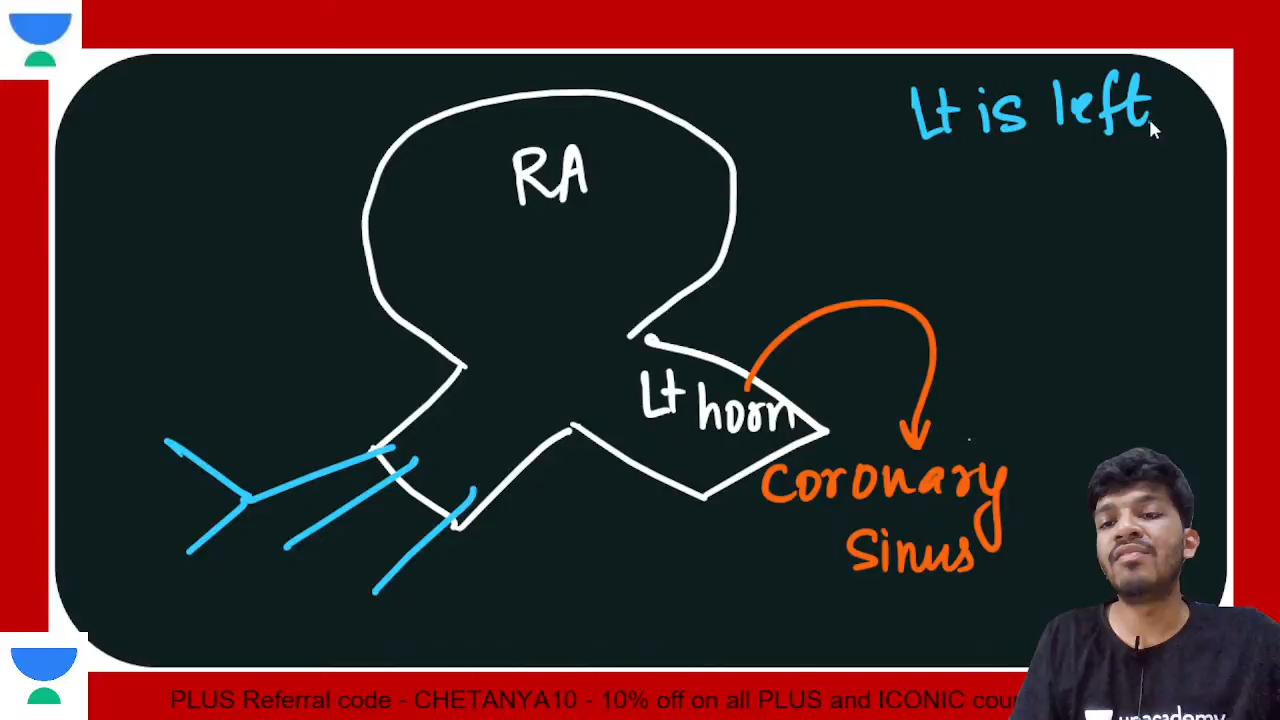 Lt is left
RA
Lt horn
Coronary
Sinus
PLUS Referral code - CHETANYA10 - 10% off on all PLUS and ICONIC